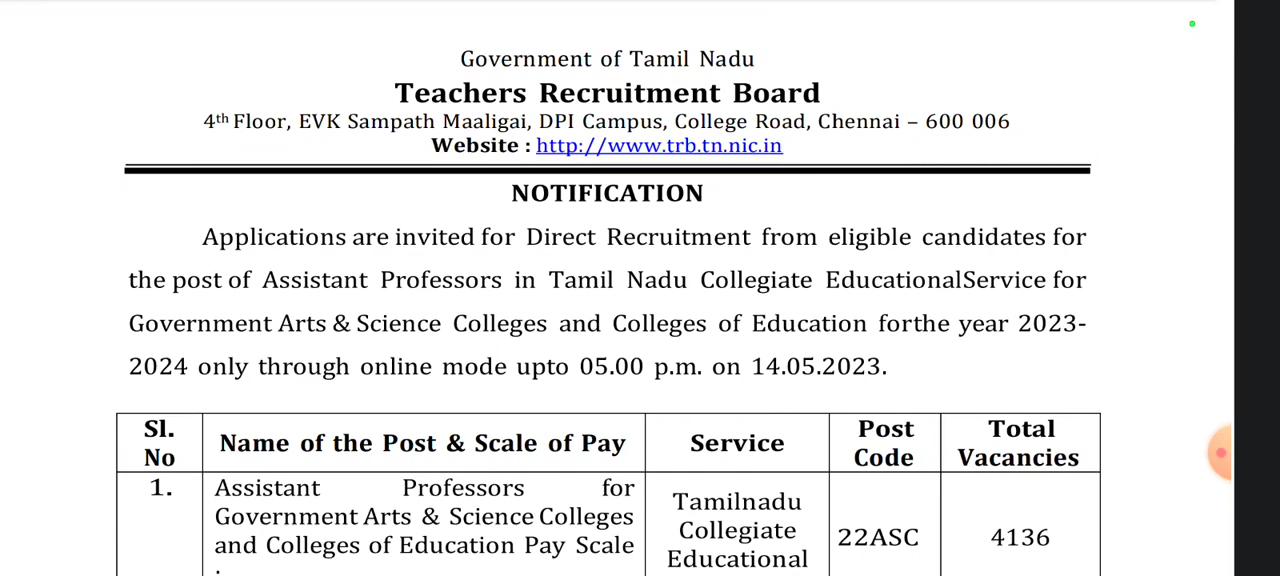 Government of Tamil Nadu
Teachers Recruitment Board
4th Floor, EVK Sampath Maaligai, DPI Campus, College Road, Chennai – 600 006
Website : http://www.trb.tn.nic.in
NOTIFICATION
Applications are invited for Direct Recruitment from eligible candidates for
the post of Assistant Professors in Tamil Nadu Collegiate EducationalService for
Government Arts & Science Colleges and Colleges of Education forthe year 2023-
2024 only through online mode upto 05.00 p.m. on 14.05.2023.
Sl. No
Name of the Post & Scale of Pay
Service
Post Code
Total Vacancies
1.
Assistant Professors for
Government Arts & Science Colleges
and Colleges of Education Pay Scale
:
Tamilnadu
Collegiate
Educational
22ASC
4136